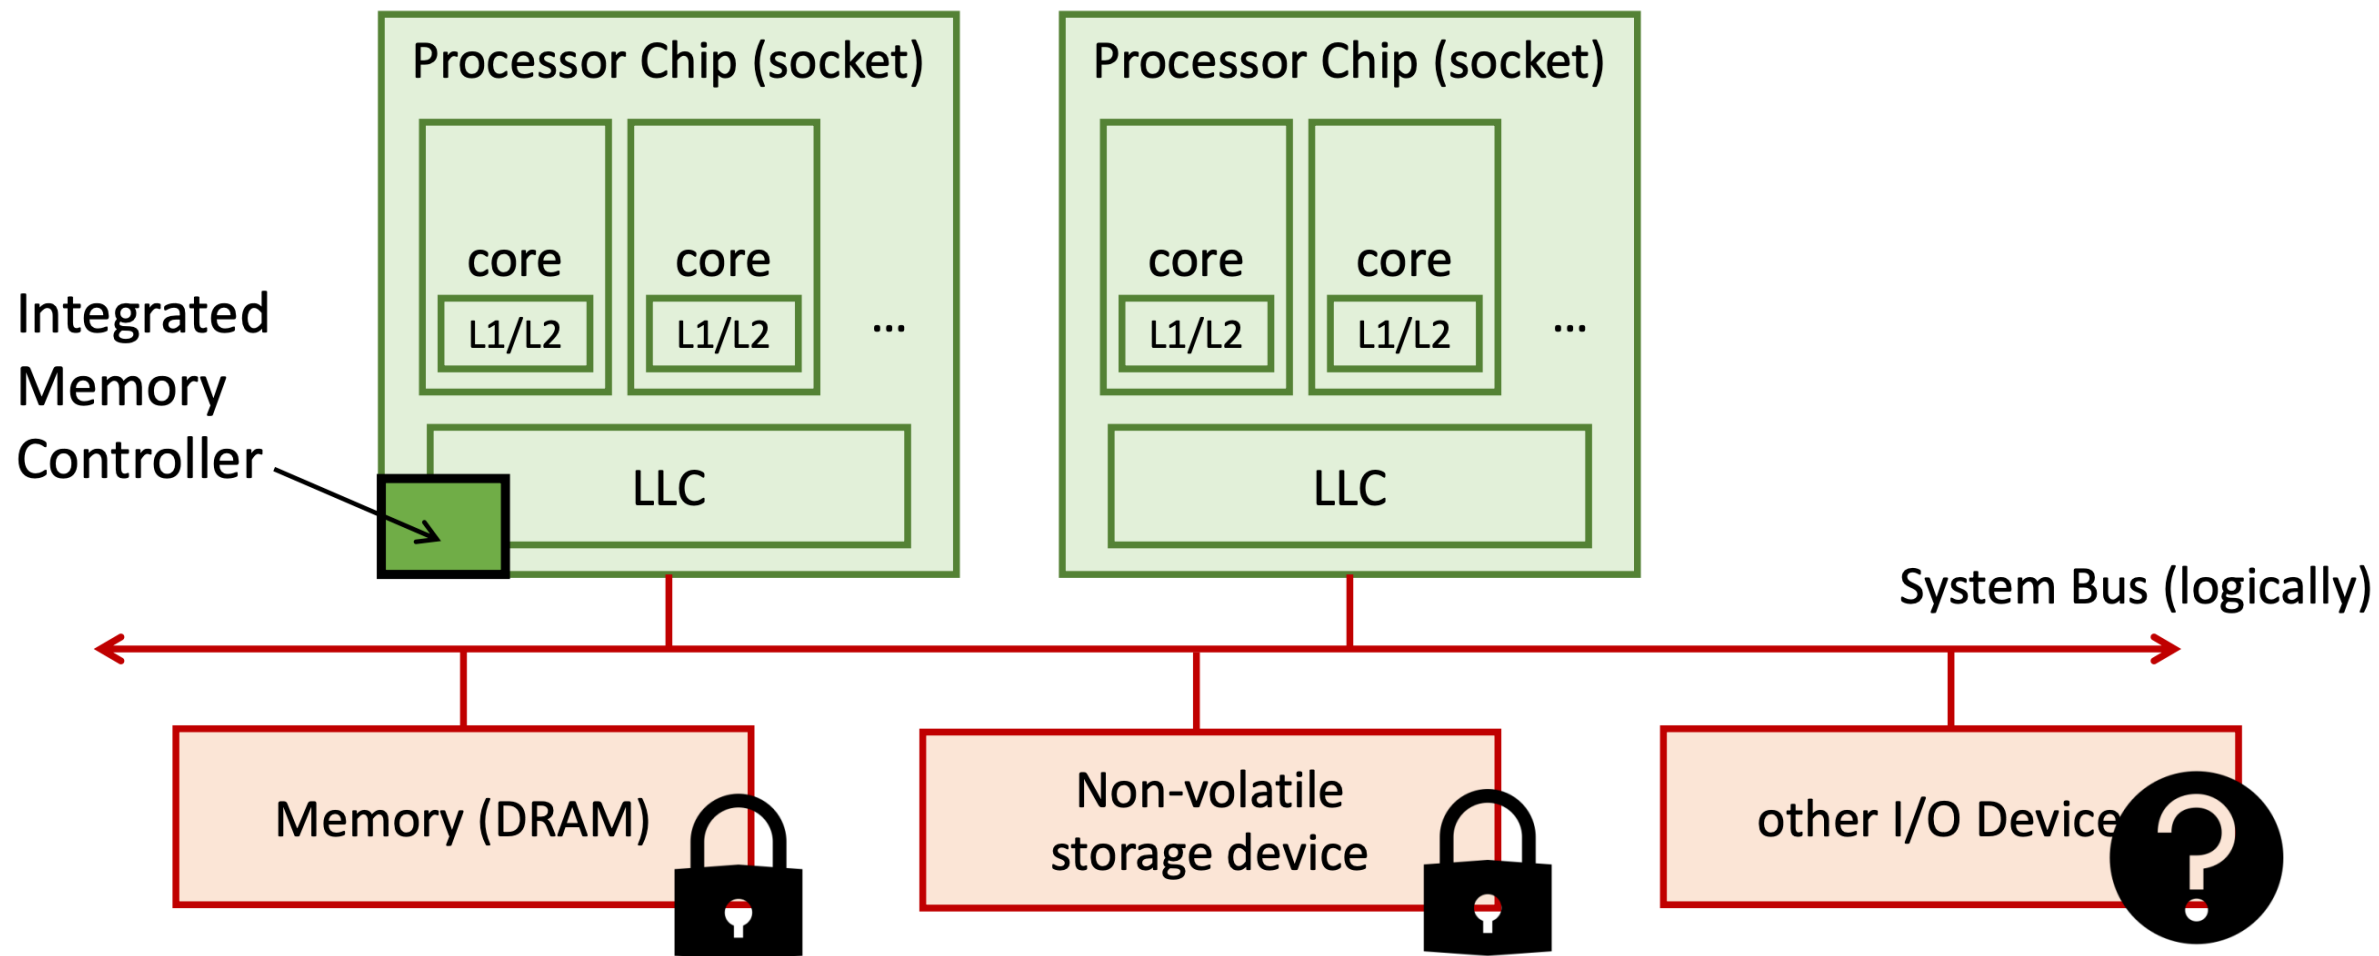 Processor Chip (socket)
Processor Chip (socket)
core
core
...
core
core
...
L1/L2
L1/L2
L1/L2
L1/L2
Integrated
Memory
Controller
LLC
LLC
System Bus (logically)
Memory (DRAM)
Non-volatile
storage device
other I/O Device
?